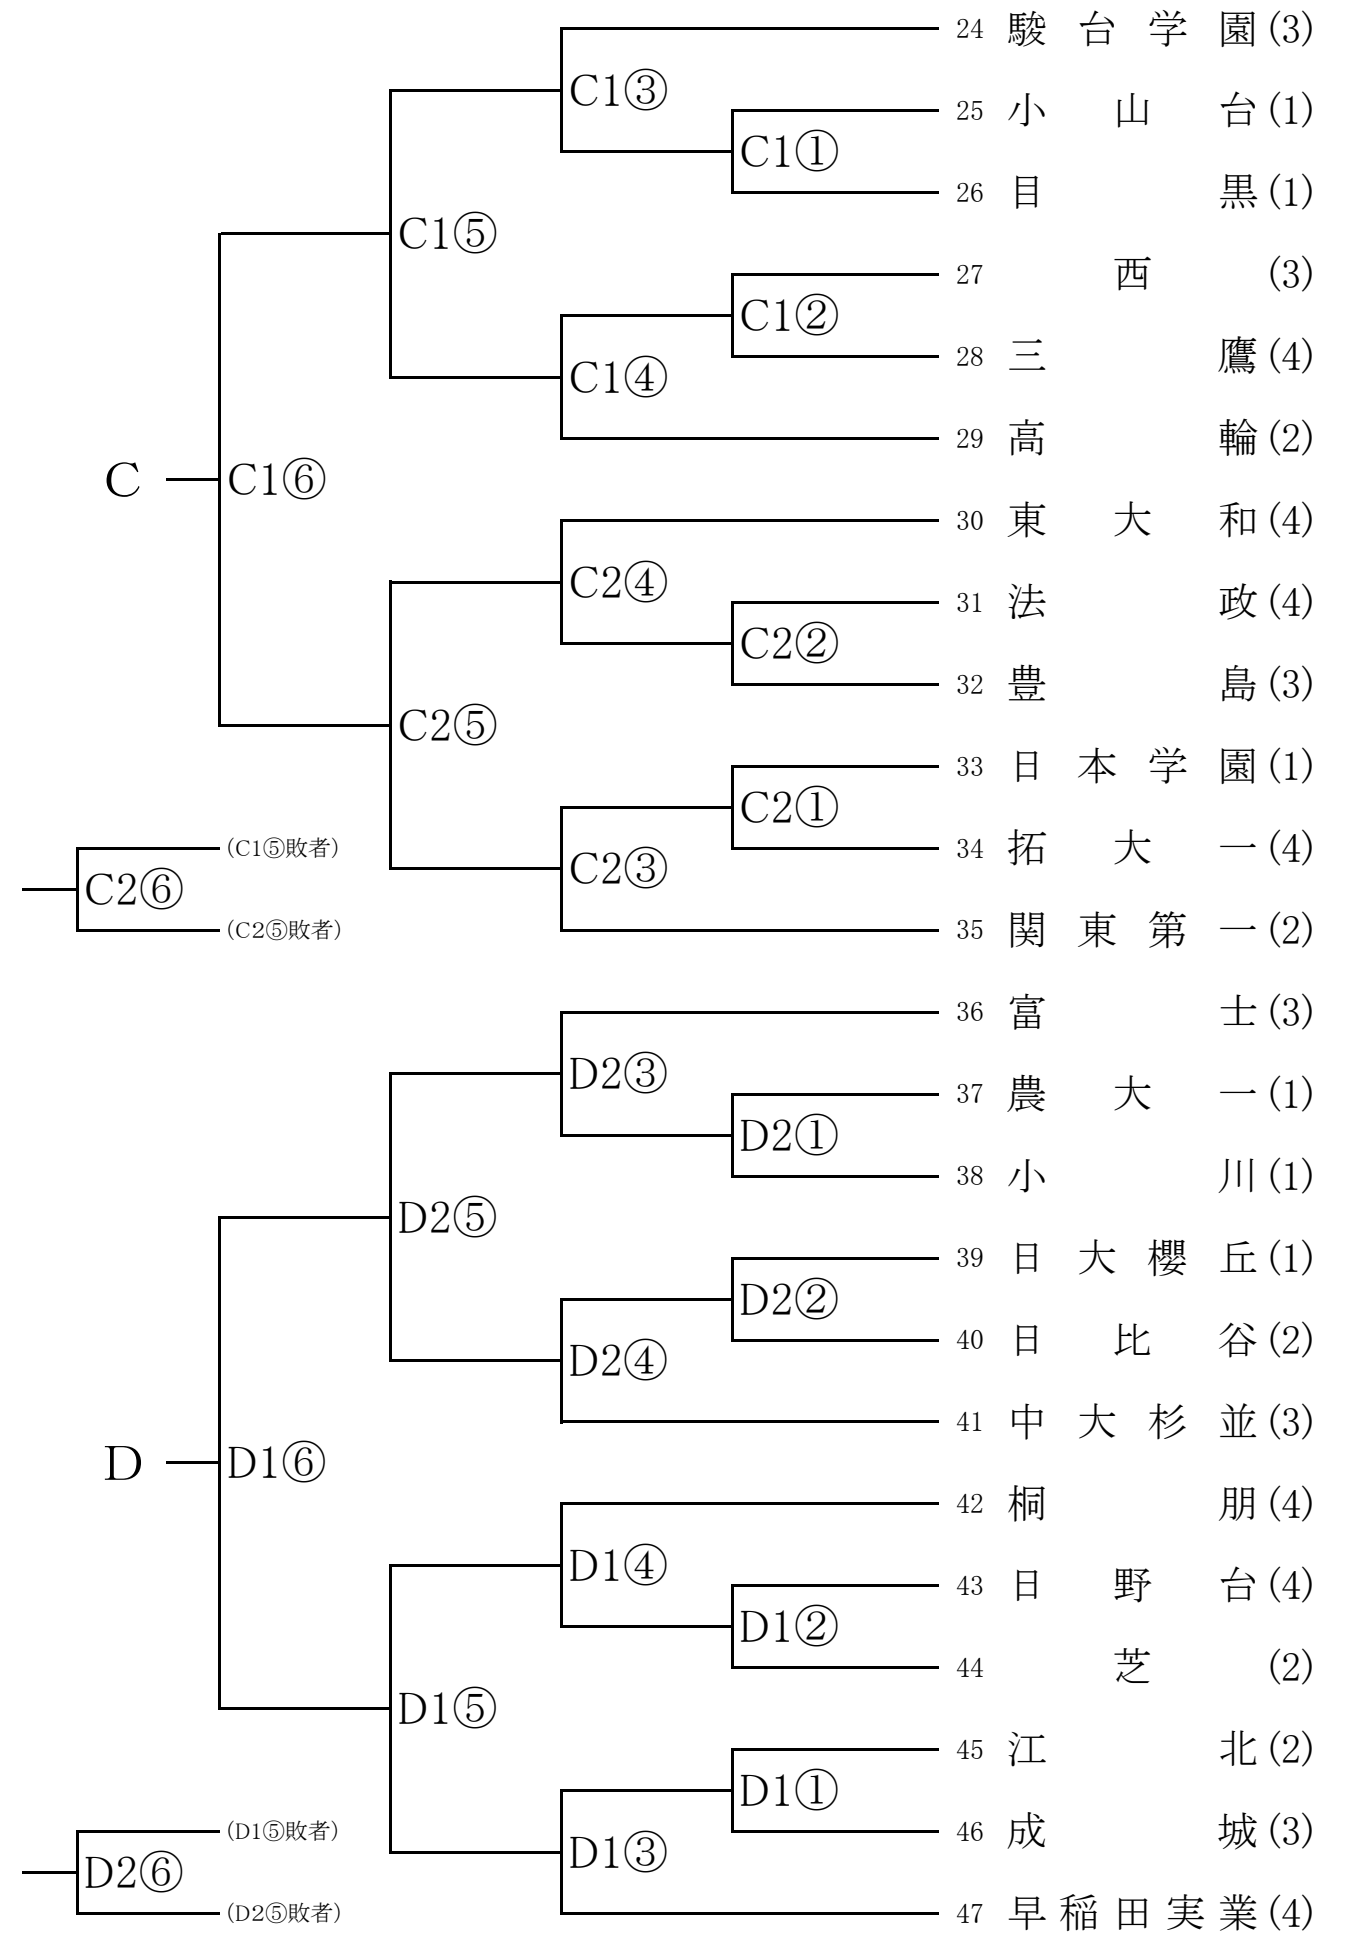 24 駿台学園(3)
C1③
25 小山台(1)
C1①
26 目黒(1)
C1⑤
27 西(3)
C1②
28 三鷹(4)
C1④
29 高輪(2)
C C1⑥
30 東大和(4)
C2④
31 法政(4)
C2②
32 豊島(3)
C2⑤
33 日本学園(1)
C2①
34 拓大一(4)
(C1⑤敗者)
C2③
C2⑥
(C2⑤敗者)
35 関東第一(2)
36 富士(3)
D2③
37 農大一(1)
D2①
38 小川(1)
D2⑤
39 日大櫻丘(1)
D2②
40 日比谷(2)
D2④
41 中大杉並(3)
D D1⑥
42 桐朋(4)
D1④
43 日野台(4)
D1②
44 芝(2)
D1⑤
45 江北(2)
D1①
46 成城(3)
(D1⑤敗者)
D1③
D2⑥
(D2⑤敗者)
47 早稲田実業(4)